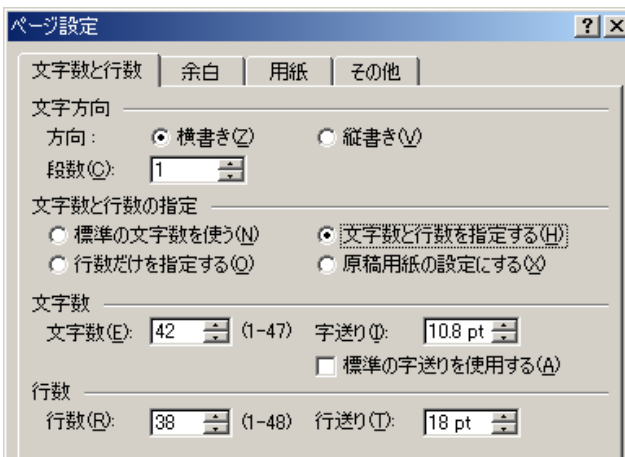 ページ設定
文字数と行数 余白 用紙 その他
文字方向
方向: 横書き(Z) 縦書き(V)
段数(C): 1
文字数と行数の指定
標準の文字数を使う(N) 文字数と行数を指定する(H)
行数だけを指定する(O) 原稿用紙の設定にする(X)
文字数
文字数(E): 42 (1-47) 字送り(I): 10.8 pt
標準の字送りを使用する(A)
行数
行数(R): 38 (1-48) 行送り(T): 18 pt